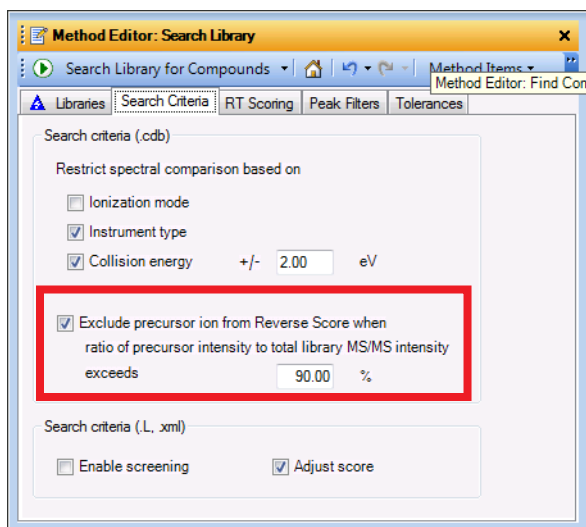 Method Editor: Search Library
Search Library for Compounds Method Items
Method Editor: Find Con
Libraries Search Criteria RT Scoring Peak Filters Tolerances
Search criteria (.cdb)
Restrict spectral comparison based on
Ionization mode
Instrument type
Collision energy +/- 2.00 eV
Exclude precursor ion from Reverse Score when
ratio of precursor intensity to total library MS/MS intensity
exceeds 90.00 %
Search criteria (.L, .xml)
Enable screening Adjust score